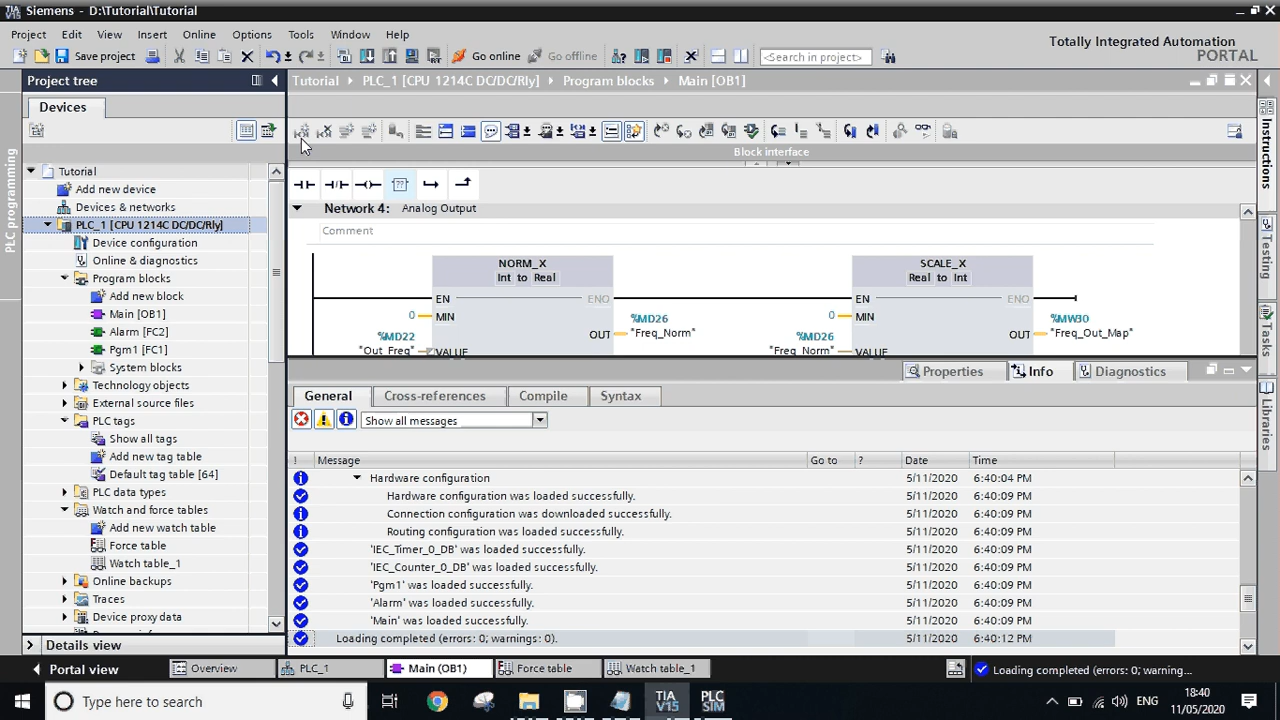 TIA
V15
Siemens - D:\Tutorial\Tutorial
Project Edit View Insert Online Options Tools Window Help
Totally Integrated Automation
PORTAL
Save project
Go online
Go offline
<Search in project>
Project tree
Tutorial PLC_1 [CPU 1214C DC/DC/Rly] Program blocks Main [OB1]
Devices
PLC programming
Block interface
Tutorial
Add new device
Devices & networks
PLC_1 [CPU 1214C DC/DC/Rly]
Device configuration
Online & diagnostics
Program blocks
Add new block
Main [OB1]
Alarm [FC2]
Pgm1 [FC1]
System blocks
Technology objects
External source files
PLC tags
Show all tags
Add new tag table
Default tag table [64]
PLC data types
Watch and force tables
Add new watch table
Force table
Watch table_1
Online backups
Traces
Device proxy data
Details view
??
Network 4: Analog Output
Comment
NORM_X
Int to Real
EN
ENO
0
MIN
%MD22
"Out_Freq"
VALUE
OUT
%MD26
"Freq_Norm"
SCALE_X
Real to Int
EN
ENO
0
MIN
%MD26
"Freq_Norm"
VALUE
OUT
%MW30
"Freq_Out_Map"
Properties Info Diagnostics
General Cross-references Compile Syntax
Show all messages
! Message Go to ? Date Time
Hardware configuration 5/11/2020 6:40:04 PM
Hardware configuration was loaded successfully. 5/11/2020 6:40:09 PM
Connection configuration was downloaded successfully. 5/11/2020 6:40:09 PM
Routing configuration was loaded successfully. 5/11/2020 6:40:09 PM
'IEC_Timer_0_DB' was loaded successfully. 5/11/2020 6:40:09 PM
'IEC_Counter_0_DB' was loaded successfully. 5/11/2020 6:40:09 PM
'Pgm1' was loaded successfully. 5/11/2020 6:40:09 PM
'Alarm' was loaded successfully. 5/11/2020 6:40:09 PM
'Main' was loaded successfully. 5/11/2020 6:40:09 PM
Loading completed (errors: 0; warnings: 0). 5/11/2020 6:40:12 PM
Instructions
Testing
Tasks
Libraries
Portal view Overview PLC_1 Main (OB1) Force table Watch table_1
Loading completed (errors: 0; warning...
Type here to search
TIA
V15
PLC
SIM
ENG
18:40
11/05/2020